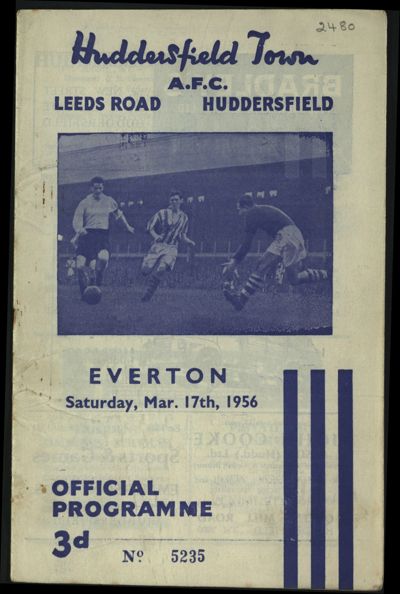 2480
Huddersfield Town
A.F.C.
LEEDS ROAD HUDDERSFIELD
EVERTON
Saturday, Mar. 17th, 1956
OFFICIAL
PROGRAMME
3d
Nº 5235